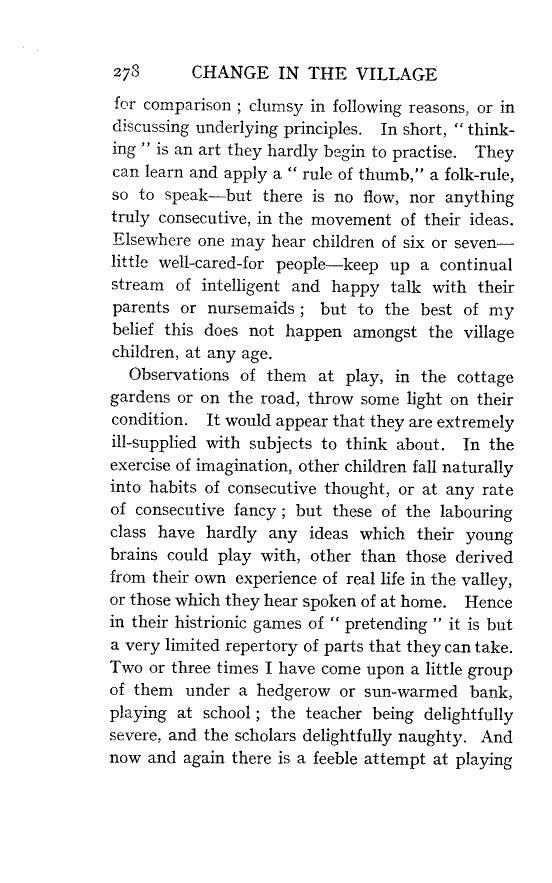 278 CHANGE IN THE VILLAGE
for comparison ; clumsy in following reasons, or in
discussing underlying principles. In short, “ think-
ing ” is an art they hardly begin to practise. They
can learn and apply a “ rule of thumb,” a folk-rule,
so to speak—but there is no flow, nor anything
truly consecutive, in the movement of their ideas.
Elsewhere one may hear children of six or seven—
little well-cared-for people—keep up a continual
stream of intelligent and happy talk with their
parents or nursemaids ; but to the best of my
belief this does not happen amongst the village
children, at any age.
Observations of them at play, in the cottage
gardens or on the road, throw some light on their
condition. It would appear that they are extremely
ill-supplied with subjects to think about. In the
exercise of imagination, other children fall naturally
into habits of consecutive thought, or at any rate
of consecutive fancy ; but these of the labouring
class have hardly any ideas which their young
brains could play with, other than those derived
from their own experience of real life in the valley,
or those which they hear spoken of at home. Hence
in their histrionic games of “ pretending ” it is but
a very limited repertory of parts that they can take.
Two or three times I have come upon a little group
of them under a hedgerow or sun-warmed bank,
playing at school ; the teacher being delightfully
severe, and the scholars delightfully naughty. And
now and again there is a feeble attempt at playing